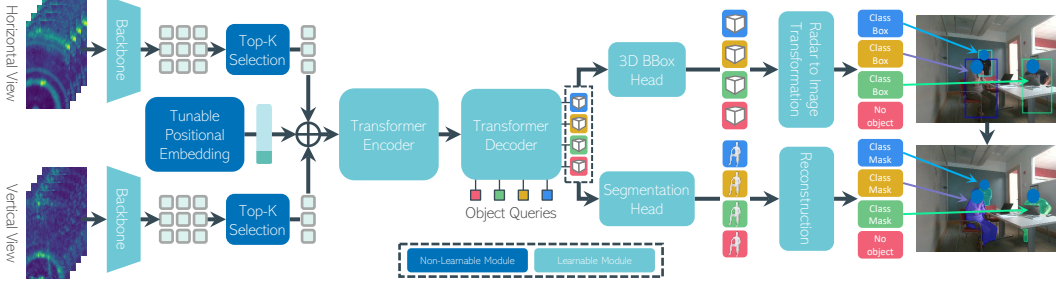 Horizontal View
Backbone
Top-K
Selection
Tunable
Positional
Embedding
Vertical View
Backbone
Top-K
Selection
Transformer
Encoder
Transformer
Decoder
Object Queries
3D BBox
Head
Segmentation
Head
Radar to Image
Transformation
Reconstruction
Class
Box
Class
Box
Class
Box
No
object
Class
Mask
Class
Mask
Class
Mask
No
object
Non-Learnable Module
Learnable Module